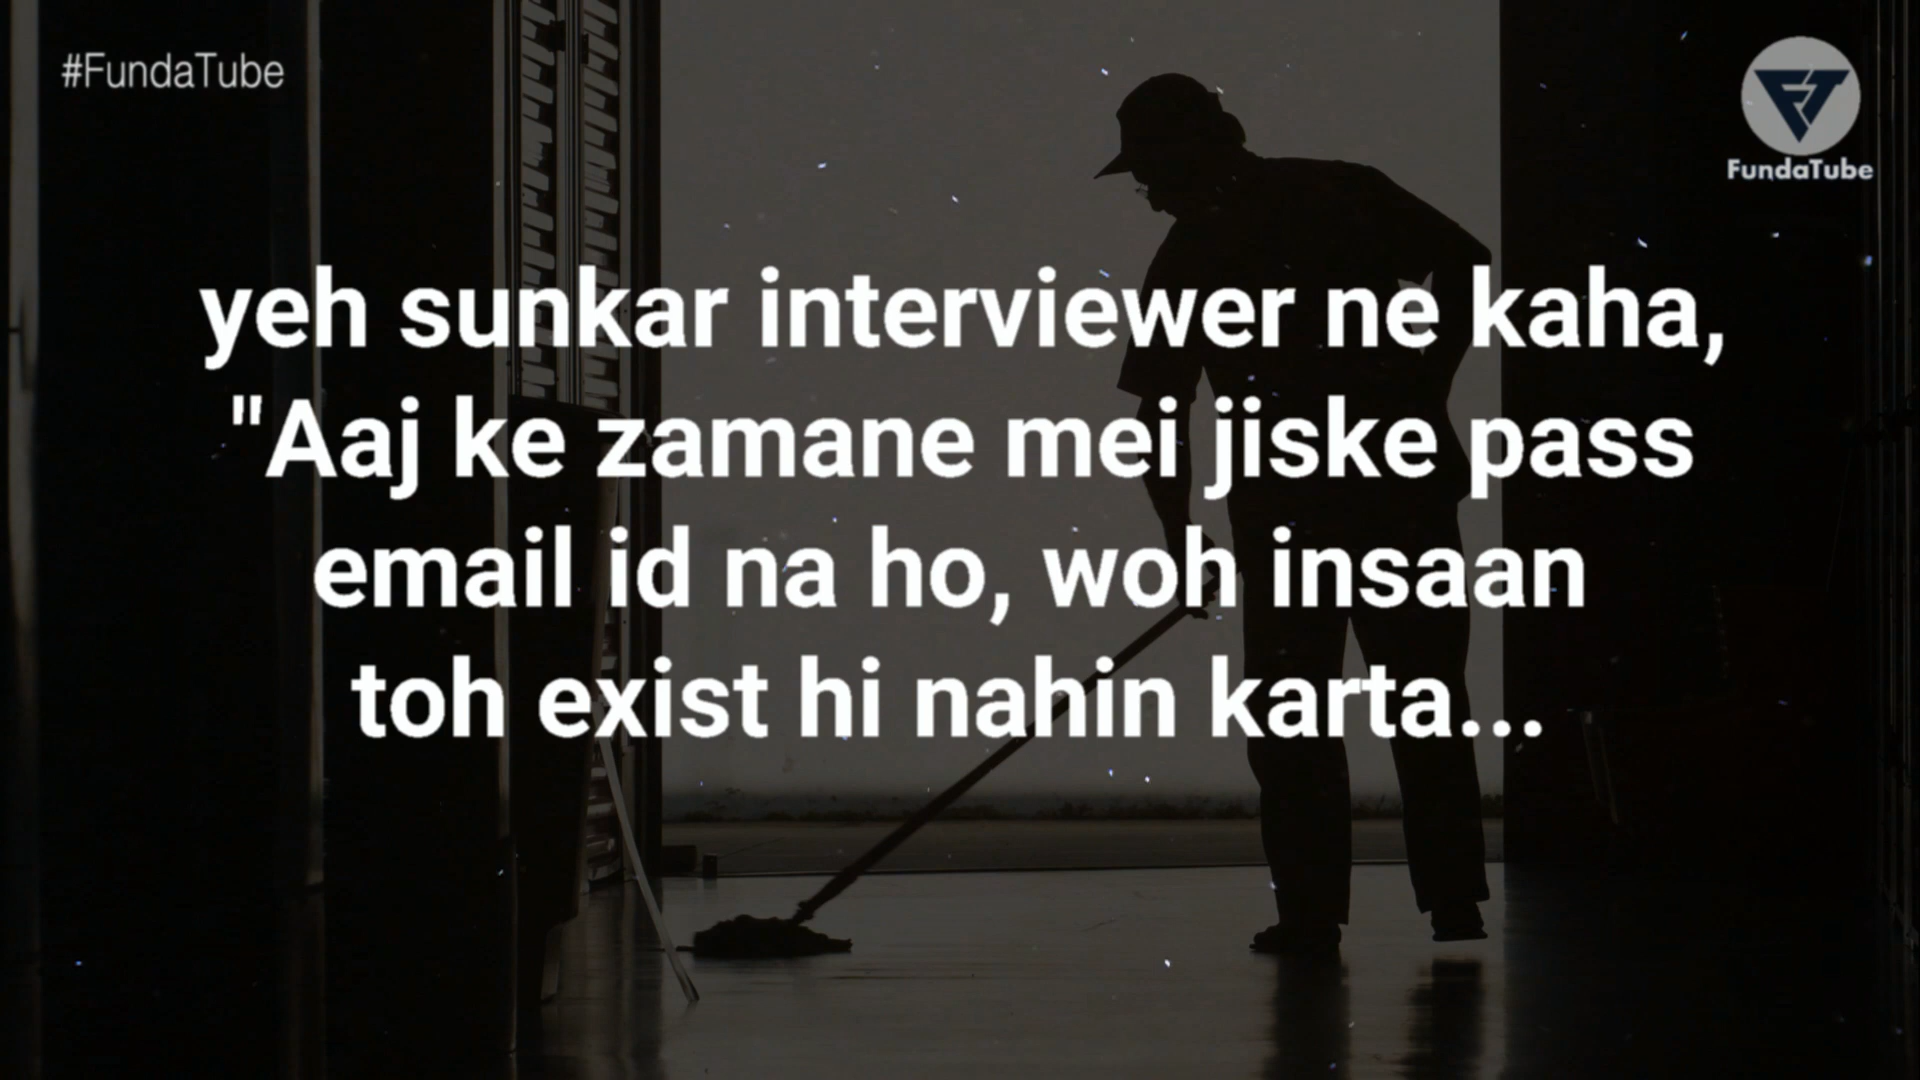 #FundaTube
FundaTube
yeh sunkar interviewer ne kaha,
"Aaj ke zamane mei jiske pass
email id na ho, woh insaan
toh exist hi nahin karta...